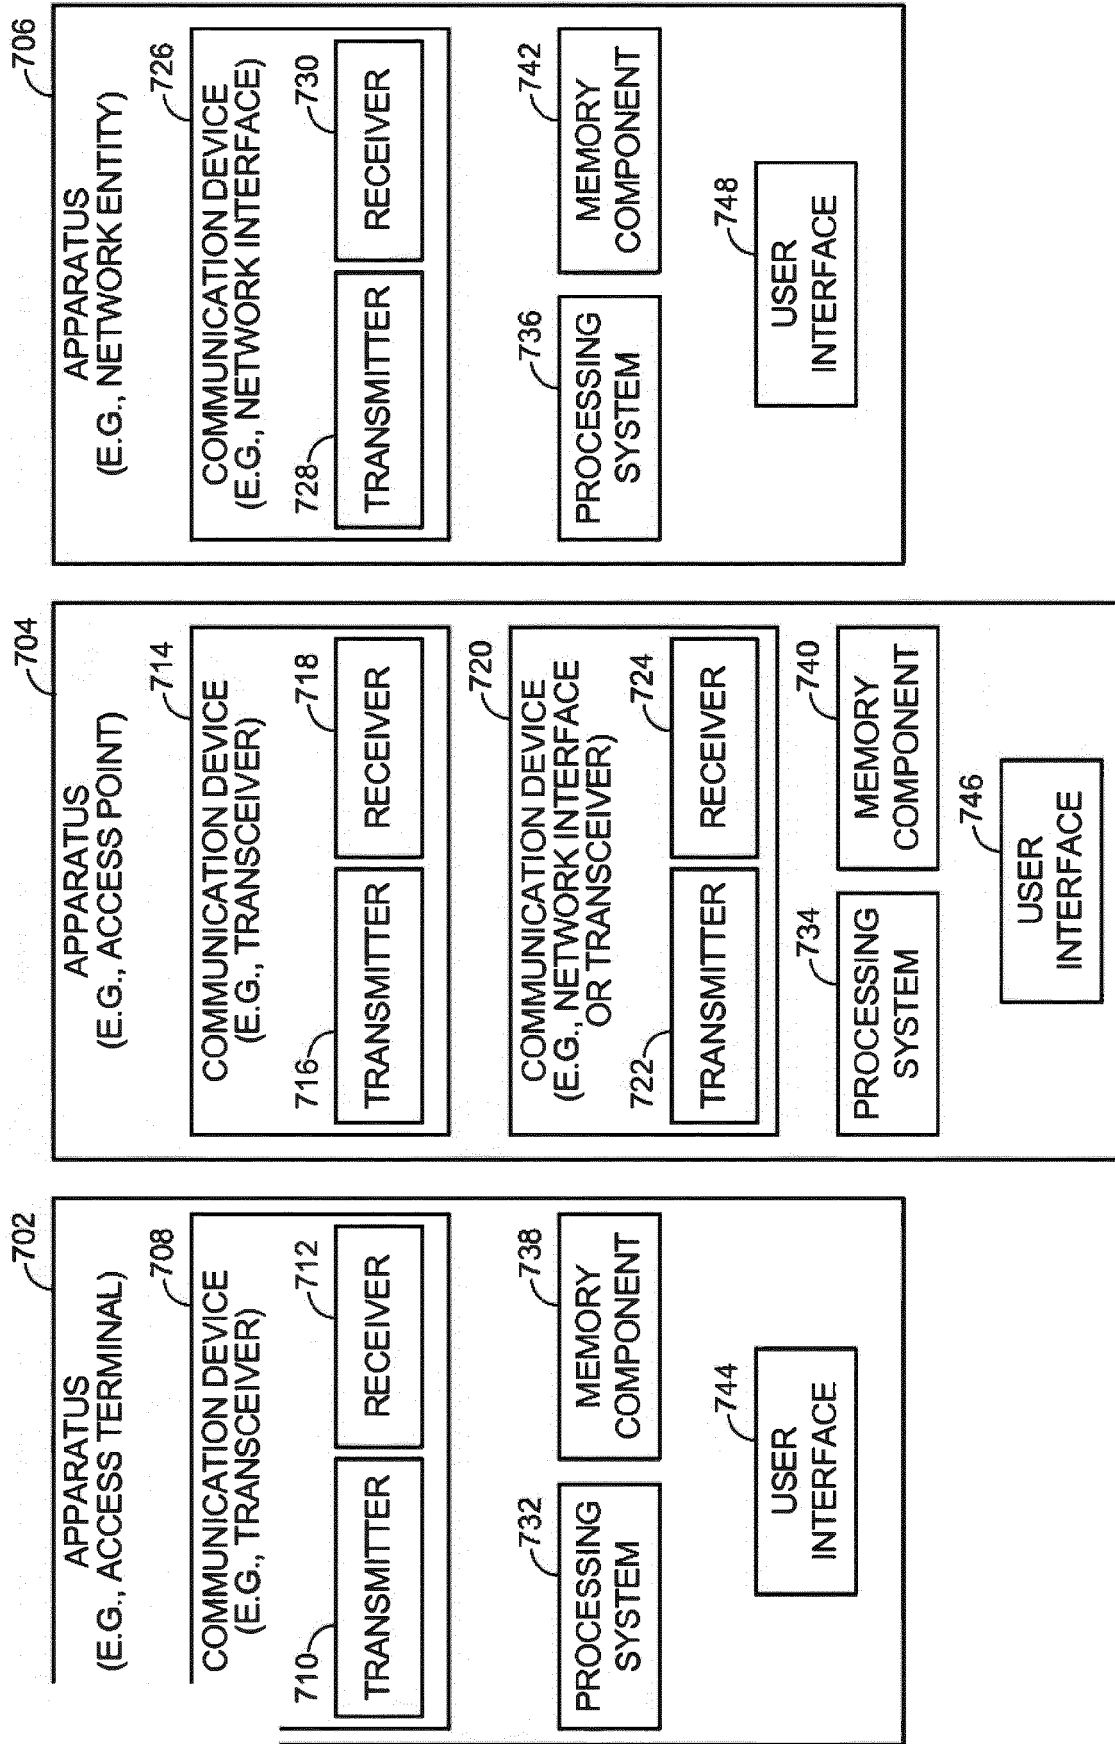 702
APPARATUS
(E.G., ACCESS TERMINAL)
708
COMMUNICATION DEVICE
(E.G., TRANSCEIVER)
710
TRANSMITTER
712
RECEIVER
732
PROCESSING
SYSTEM
738
MEMORY
COMPONENT
744
USER
INTERFACE
704
APPARATUS
(E.G., ACCESS POINT)
714
COMMUNICATION DEVICE
(E.G., TRANSCEIVER)
716
TRANSMITTER
718
RECEIVER
720
COMMUNICATION DEVICE
(E.G., NETWORK INTERFACE
OR TRANSCEIVER)
722
TRANSMITTER
724
RECEIVER
734
PROCESSING
SYSTEM
740
MEMORY
COMPONENT
746
USER
INTERFACE
706
APPARATUS
(E.G., NETWORK ENTITY)
726
COMMUNICATION DEVICE
(E.G., NETWORK INTERFACE)
728
TRANSMITTER
730
RECEIVER
736
PROCESSING
SYSTEM
742
MEMORY
COMPONENT
748
USER
INTERFACE